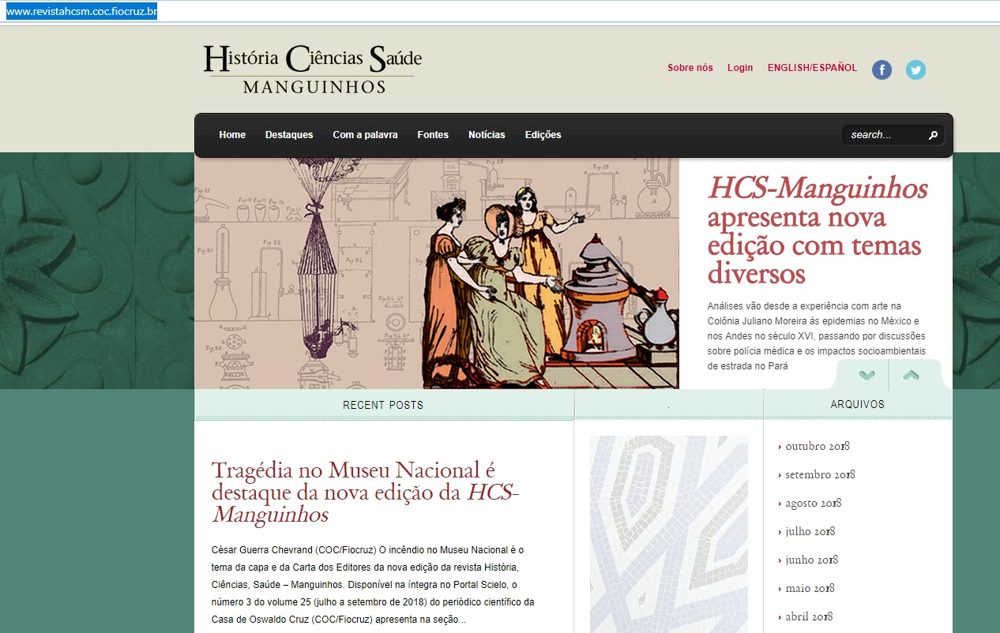 www.revistahcsm.coc.fiocruz.br
História Ciências Saúde
MANGUINHOS
Sobre nós Login ENGLISH/ESPAÑOL
Home Destaques Com a palavra Fontes Notícias Edições search...
HCS-Manguinhos
apresenta nova
edição com temas
diversos
Análises vão desde a experiência com arte na
Colônia Juliano Moreira às epidemias no México e
nos Andes no século XVI, passando por discussões
sobre polícia médica e os impactos socioambientais
de estrada no Pará
RECENT POSTS
.
ARQUIVOS
Tragédia no Museu Nacional é
destaque da nova edição da HCS-
Manguinhos
César Guerra Chevrand (COC/Fiocruz) O incêndio no Museu Nacional é o
tema da capa e da Carta dos Editores da nova edição da revista História,
Ciências, Saúde – Manguinhos. Disponível na íntegra no Portal Scielo, o
número 3 do volume 25 (julho a setembro de 2018) do periódico científico da
Casa de Oswaldo Cruz (COC/Fiocruz) apresenta na seção...
outubro 2018
setembro 2018
agosto 2018
julho 2018
junho 2018
maio 2018
abril 2018